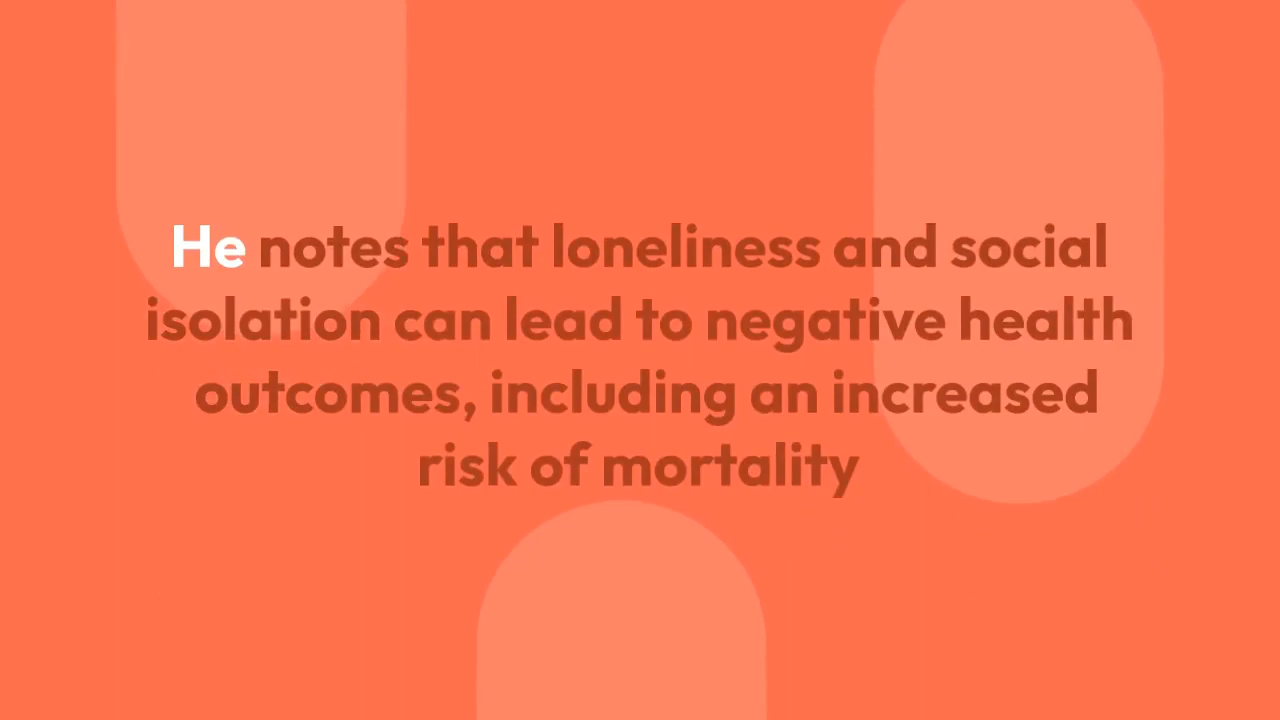 He notes that loneliness and social
isolation can lead to negative health
outcomes, including an increased
risk of mortality